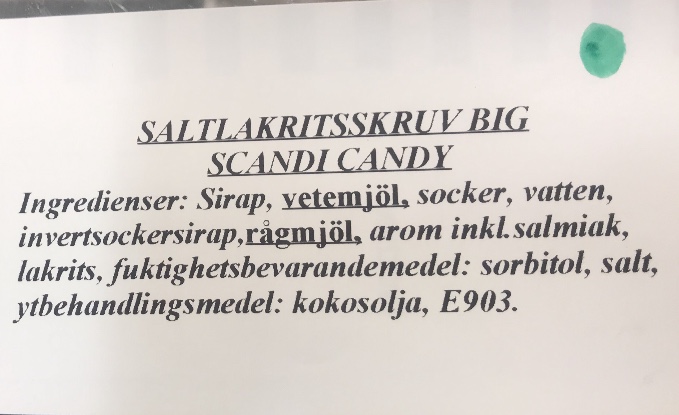 SALTLAKRITSSKRUV BIG
SCANDI CANDY
Ingredienser: Sirap, vetemjöl, socker, vatten,
invertsockersirap,rågmjöl, arom inkl.salmiak,
lakrits, fuktighetsbevarandemedel: sorbitol, salt,
ytbehandlingsmedel: kokosolja, E903.